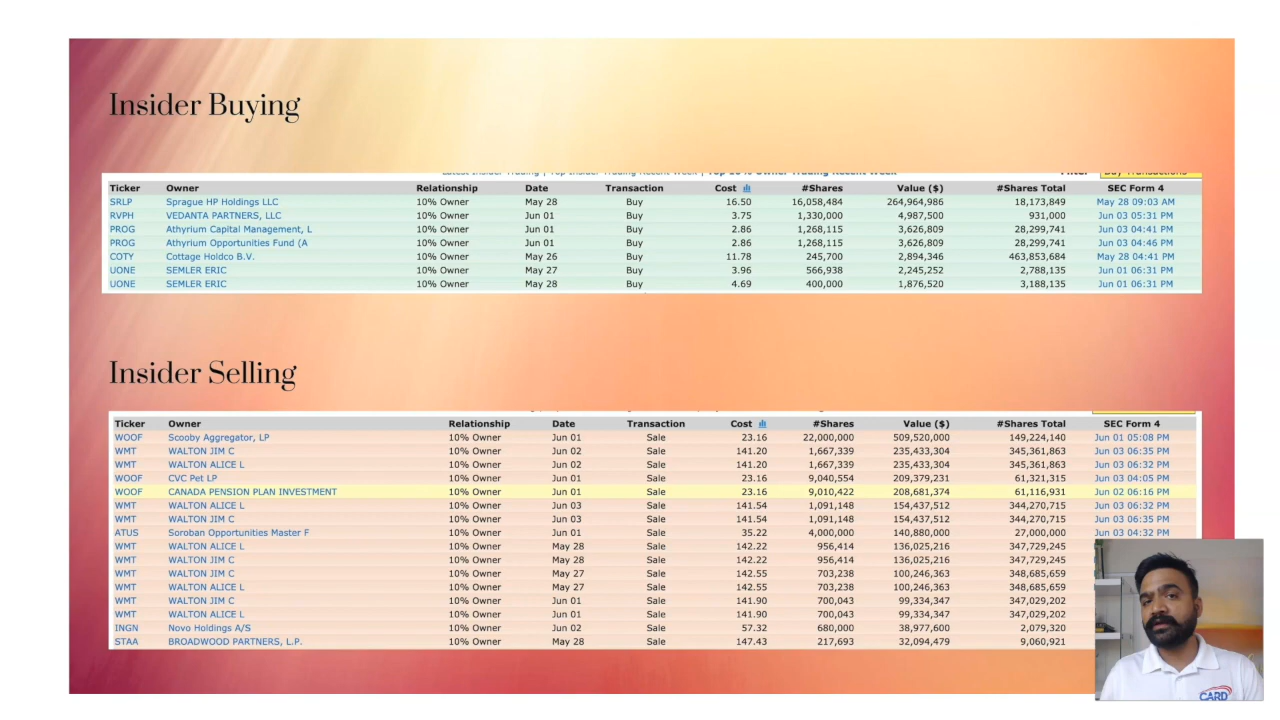 Insider Buying
Latest Insider Trading | Top Insider Trading Recent Week | Top 10% Owner Trading Recent Week Filter Buy Transactions
Ticker Owner Relationship Date Transaction Cost #Shares Value ($) #Shares Total SEC Form 4
SRLP Sprague HP Holdings LLC 10% Owner May 28 Buy 16.50 16,058,484 264,964,986 18,173,849 May 28 09:03 AM
RVPH VEDANTA PARTNERS, LLC 10% Owner Jun 01 Buy 3.75 1,330,000 4,987,500 931,000 Jun 03 05:31 PM
PROG Athyrium Capital Management, L 10% Owner Jun 01 Buy 2.86 1,268,115 3,626,809 28,299,741 Jun 03 04:41 PM
PROG Athyrium Opportunities Fund (A 10% Owner Jun 01 Buy 2.86 1,268,115 3,626,809 28,299,741 Jun 03 04:46 PM
COTY Cottage Holdco B.V. 10% Owner May 26 Buy 11.78 245,700 2,894,346 463,853,684 May 28 04:41 PM
UONE SEMLER ERIC 10% Owner May 27 Buy 3.96 566,938 2,245,252 2,788,135 Jun 01 06:31 PM
UONE SEMLER ERIC 10% Owner May 28 Buy 4.69 400,000 1,876,520 3,188,135 Jun 01 06:31 PM
Insider Selling
Ticker Owner Relationship Date Transaction Cost #Shares Value ($) #Shares Total SEC Form 4
WOOF Scooby Aggregator, LP 10% Owner Jun 01 Sale 23.16 22,000,000 509,520,000 149,224,140 Jun 01 05:08 PM
WMT WALTON JIM C 10% Owner Jun 02 Sale 141.20 1,667,339 235,433,304 345,361,863 Jun 03 06:35 PM
WMT WALTON ALICE L 10% Owner Jun 02 Sale 141.20 1,667,339 235,433,304 345,361,863 Jun 03 06:32 PM
WOOF CVC Pet LP 10% Owner Jun 01 Sale 23.16 9,040,554 209,379,231 61,321,315 Jun 03 04:05 PM
WOOF CANADA PENSION PLAN INVESTMENT 10% Owner Jun 01 Sale 23.16 9,010,422 208,681,374 61,116,931 Jun 02 06:16 PM
WMT WALTON ALICE L 10% Owner Jun 03 Sale 141.54 1,091,148 154,437,512 344,270,715 Jun 03 06:32 PM
WMT WALTON JIM C 10% Owner Jun 03 Sale 141.54 1,091,148 154,437,512 344,270,715 Jun 03 06:35 PM
ATUS Soroban Opportunities Master F 10% Owner Jun 01 Sale 35.22 4,000,000 140,880,000 27,000,000 Jun 03 04:32 PM
WMT WALTON ALICE L 10% Owner May 28 Sale 142.22 956,414 136,025,216 347,729,245
WMT WALTON JIM C 10% Owner May 28 Sale 142.22 956,414 136,025,216 347,729,245
WMT WALTON JIM C 10% Owner May 27 Sale 142.55 703,238 100,246,363 348,685,659
WMT WALTON ALICE L 10% Owner May 27 Sale 142.55 703,238 100,246,363 348,685,659
WMT WALTON JIM C 10% Owner Jun 01 Sale 141.90 700,043 99,334,347 347,029,202
WMT WALTON ALICE L 10% Owner Jun 01 Sale 141.90 700,043 99,334,347 347,029,202
INGN Novo Holdings A/S 10% Owner Jun 02 Sale 57.32 680,000 38,977,600 2,079,320
STAA BROADWOOD PARTNERS, L.P. 10% Owner May 28 Sale 147.43 217,693 32,094,479 9,060,921
CARD